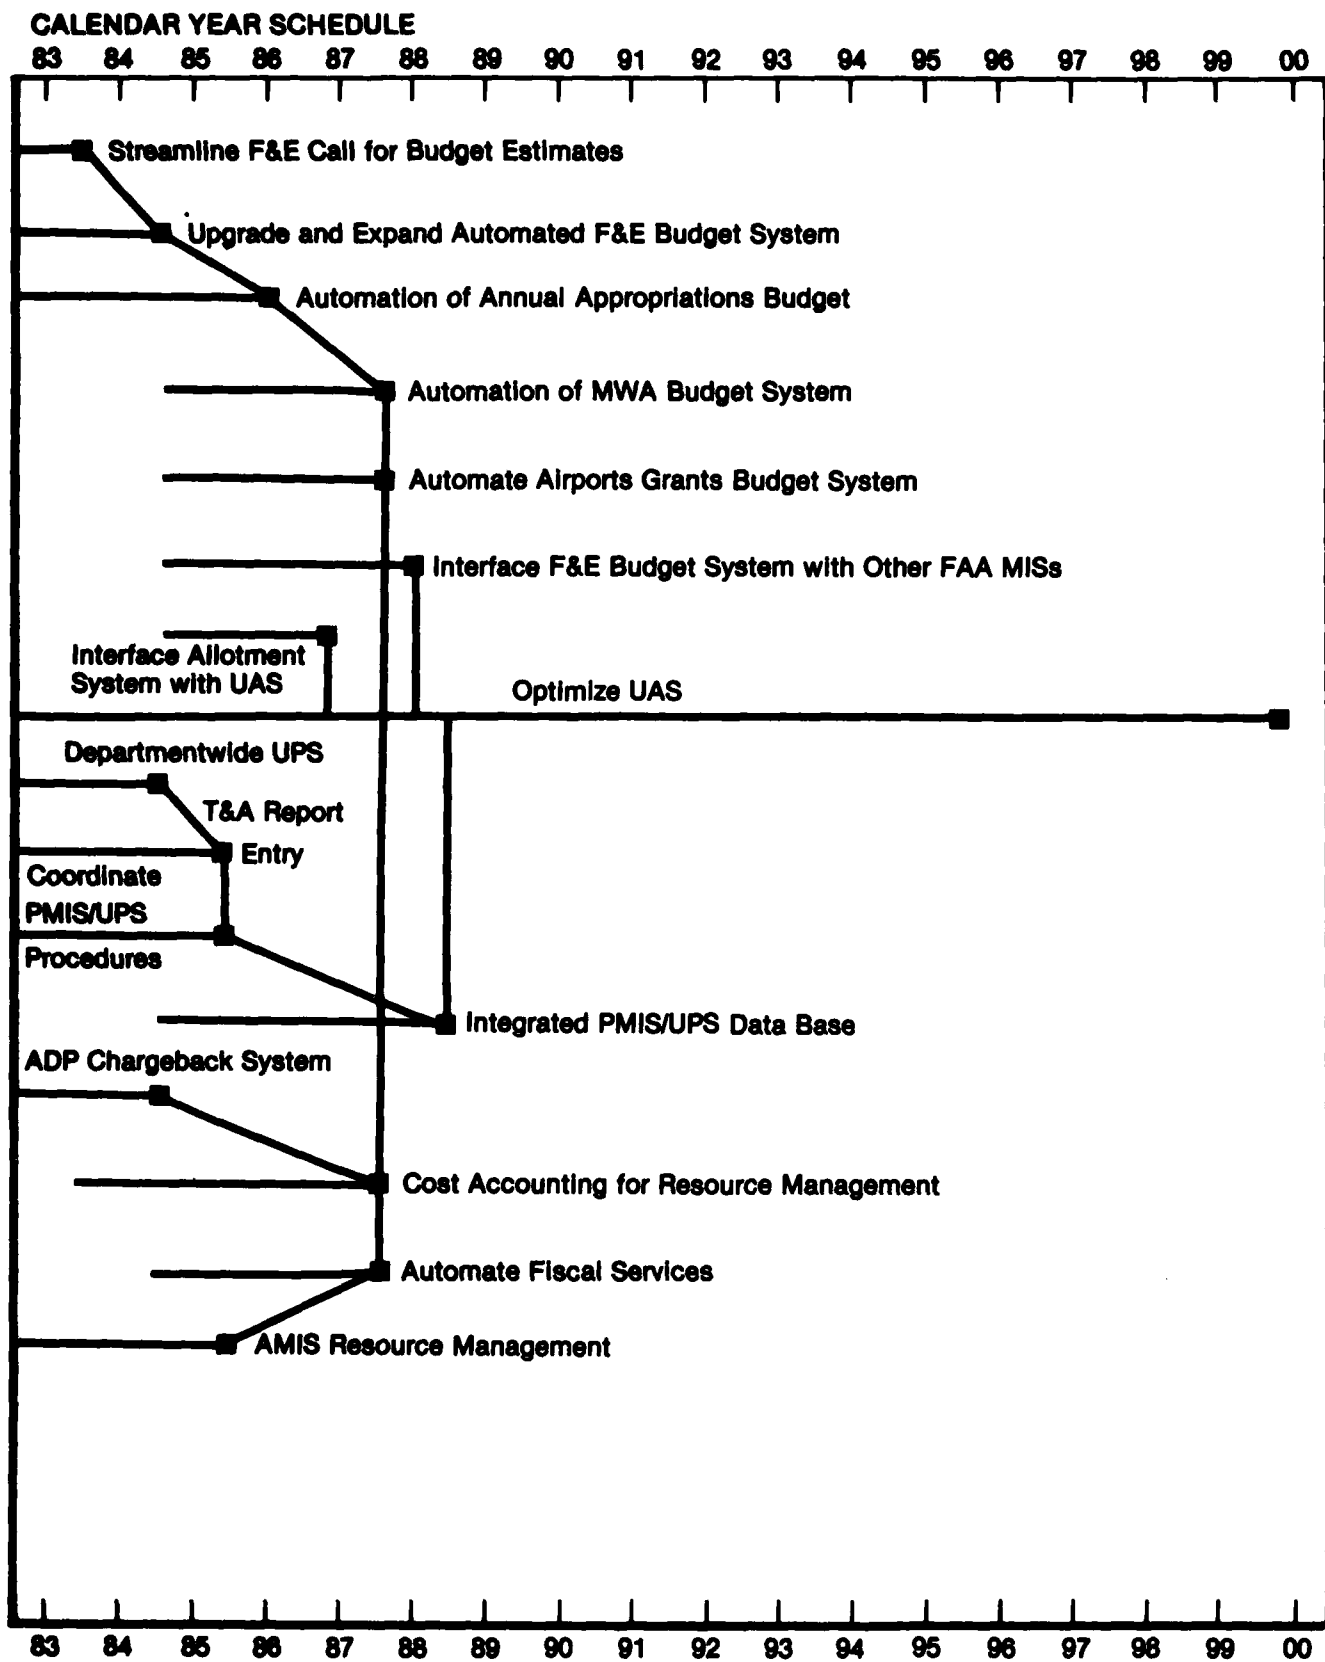 CALENDAR YEAR SCHEDULE
83 84 85 86 87 88 89 90 91 92 93 94 95 96 97 98 99 00
Streamline F&E Call for Budget Estimates
Upgrade and Expand Automated F&E Budget System
Automation of Annual Appropriations Budget
Automation of MWA Budget System
Automate Airports Grants Budget System
Interface F&E Budget System with Other FAA MISs
Interface Allotment
System with UAS
Optimize UAS
Departmentwide UPS
T&A Report
Entry
Coordinate
PMIS/UPS
Procedures
Integrated PMIS/UPS Data Base
ADP Chargeback System
Cost Accounting for Resource Management
Automate Fiscal Services
AMIS Resource Management
83 84 85 86 87 88 89 90 91 92 93 94 95 96 97 98 99 00